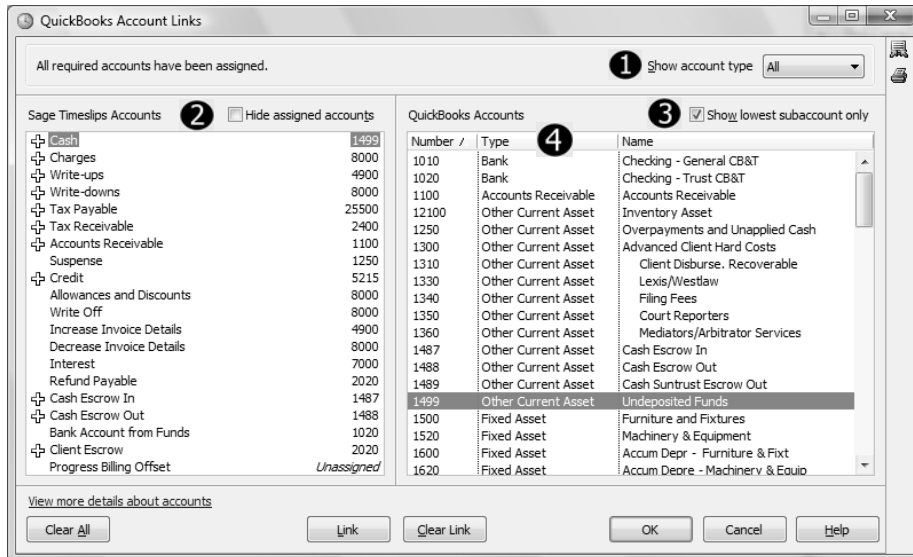 QuickBooks Account Links
All required accounts have been assigned.
1 Show account type All
Sage Timeslips Accounts 2 Hide assigned accounts
Cash 1499
Charges 8000
Write-ups 4900
Write-downs 8000
Tax Payable 25500
Tax Receivable 2400
Accounts Receivable 1100
Suspense 1250
Credit 5215
Allowances and Discounts 8000
Write Off 8000
Increase Invoice Details 4900
Decrease Invoice Details 8000
Interest 7000
Refund Payable 2020
Cash Escrow In 1487
Cash Escrow Out 1488
Bank Account from Funds 1020
Client Escrow 2020
Progress Billing Offset Unassigned
QuickBooks Accounts 3 Show lowest subaccount only
Number / Type 4 Name
1010 Bank Checking - General CB&T
1020 Bank Checking - Trust CB&T
1100 Accounts Receivable Accounts Receivable
12100 Other Current Asset Inventory Asset
1250 Other Current Asset Overpayments and Unapplied Cash
1300 Other Current Asset Advanced Client Hard Costs
1310 Other Current Asset Client Disburse. Recoverable
1330 Other Current Asset Lexis/Westlaw
1340 Other Current Asset Filing Fees
1350 Other Current Asset Court Reporters
1360 Other Current Asset Mediators/Arbitrator Services
1487 Other Current Asset Cash Escrow In
1488 Other Current Asset Cash Escrow Out
1489 Other Current Asset Cash Suntrust Escrow Out
1499 Other Current Asset Undeposited Funds
1500 Fixed Asset Furniture and Fixtures
1520 Fixed Asset Machinery & Equipment
1600 Fixed Asset Accum Depr - Furniture & Fixt
1620 Fixed Asset Accum Depre - Machinery & Equip
View more details about accounts
Clear All Link Clear Link OK Cancel Help